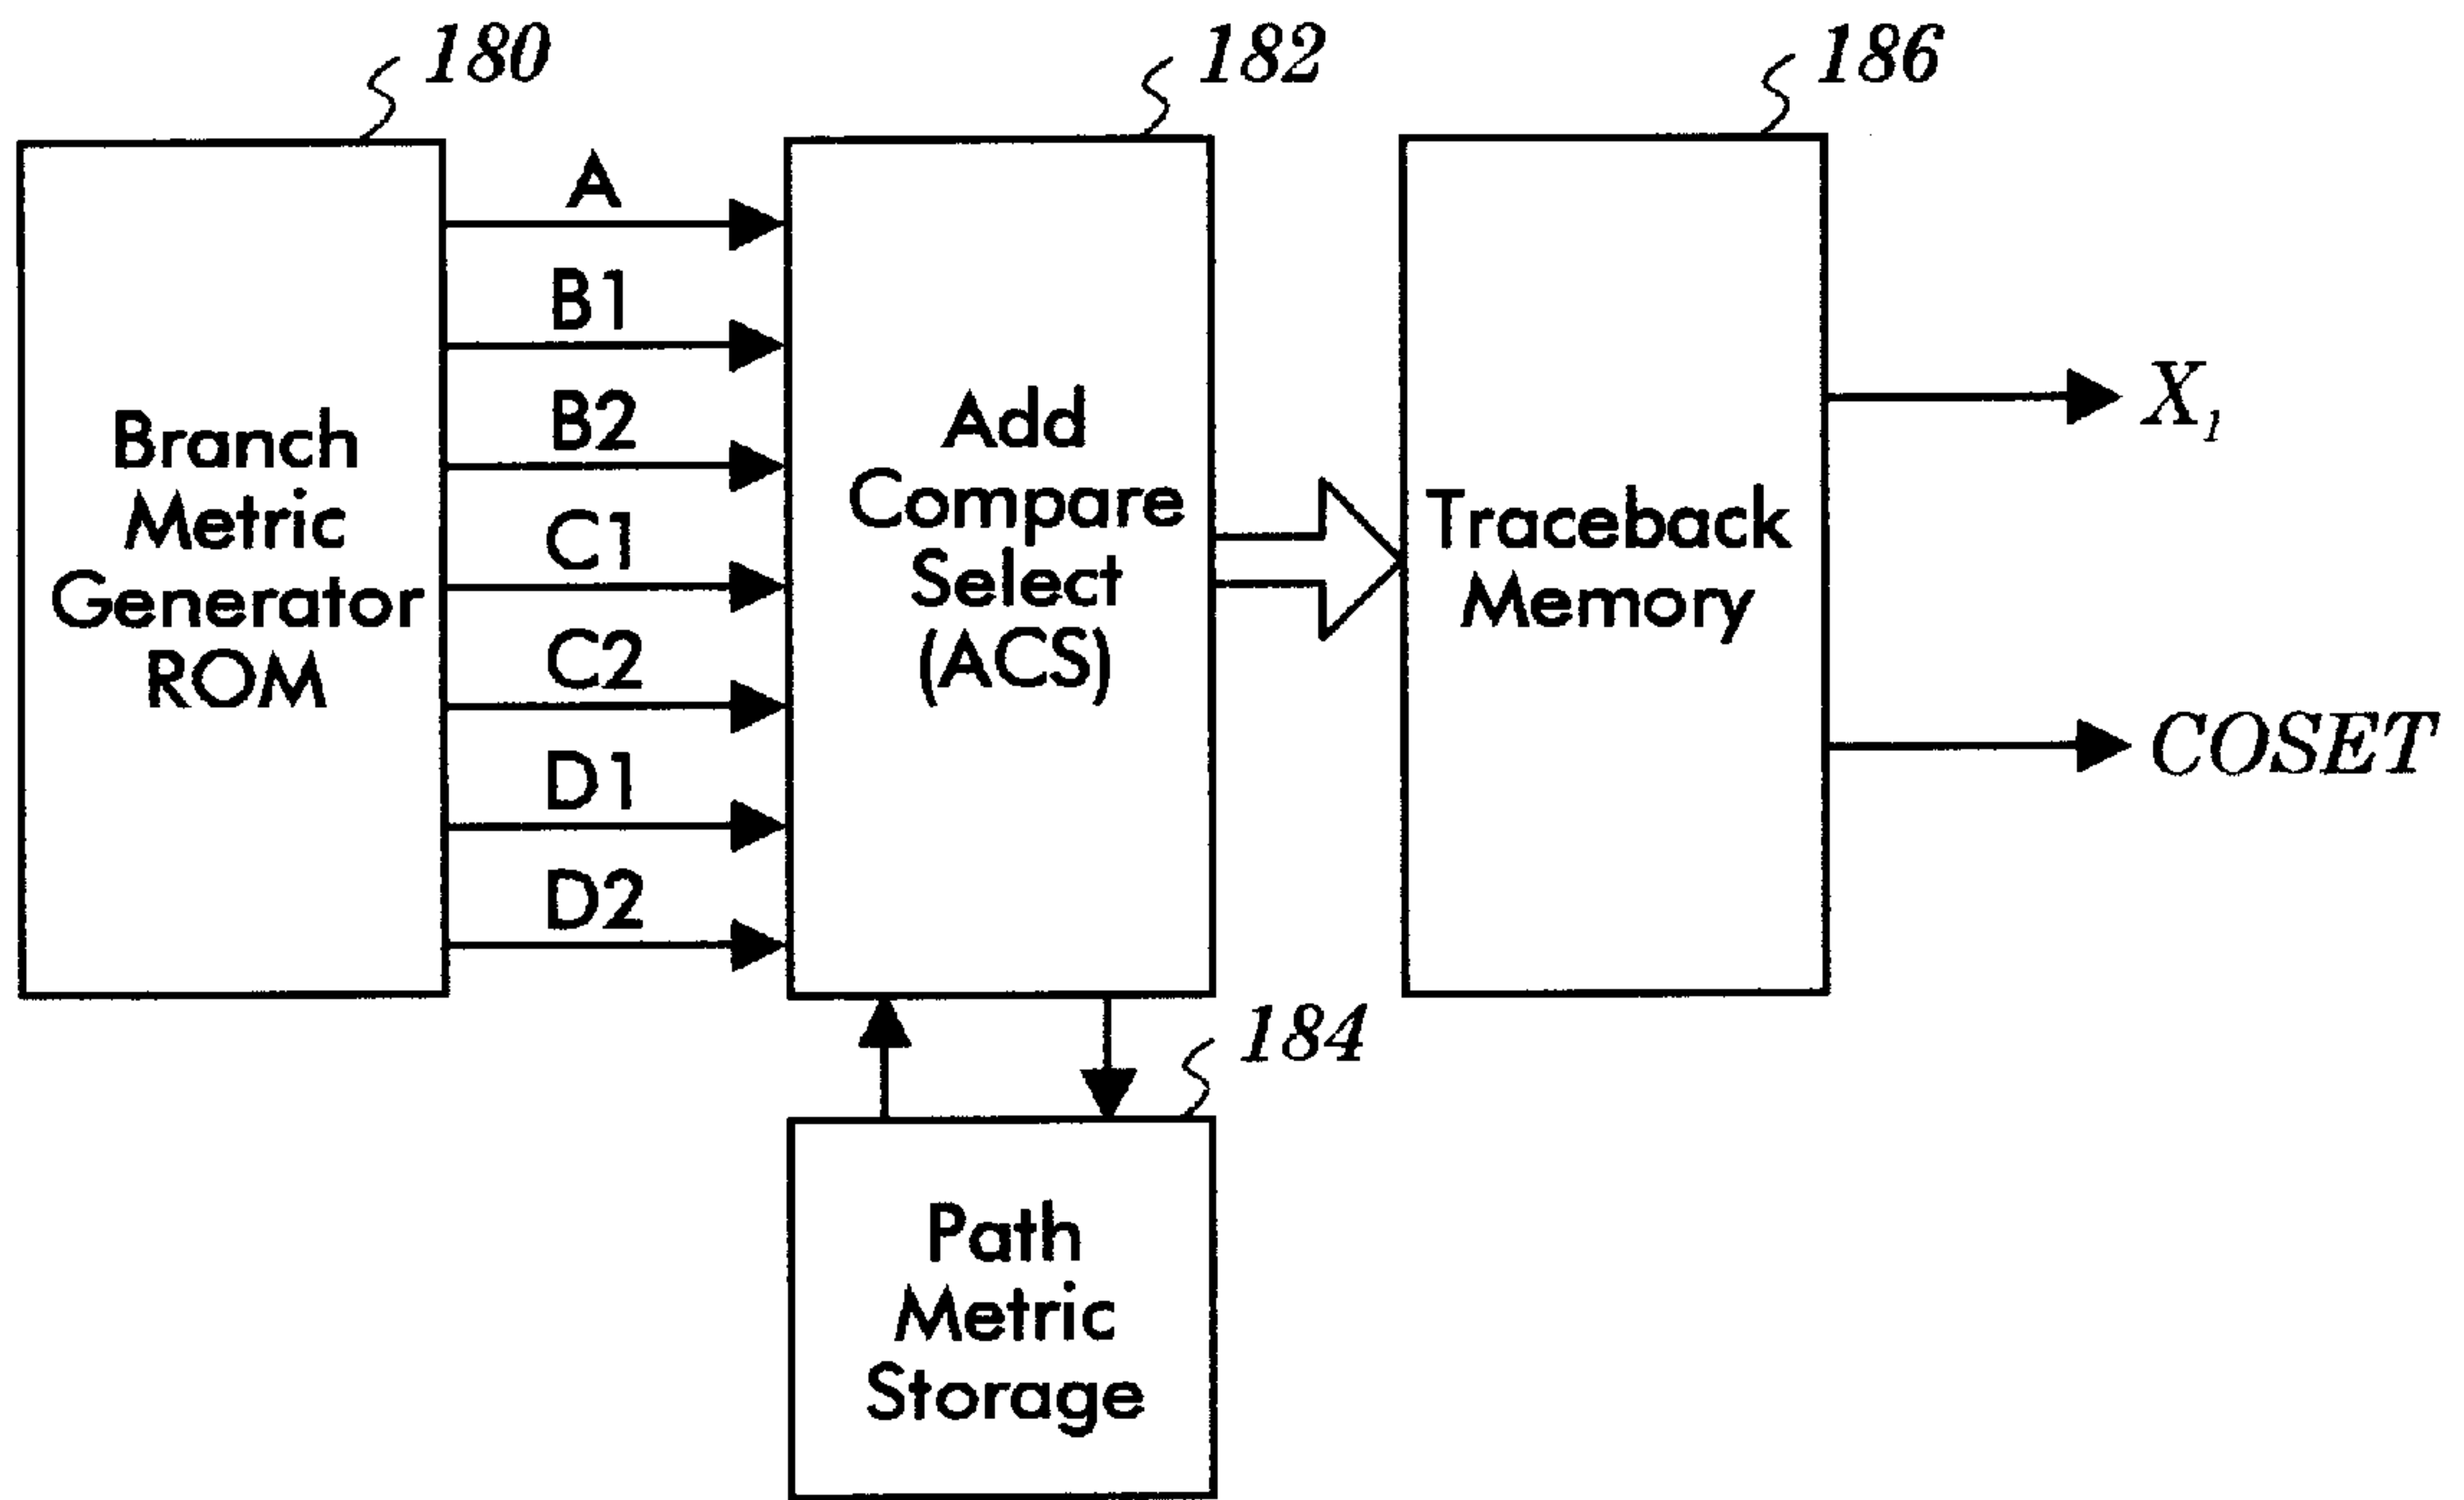 180
182
186
A
B1
B2
C1
C2
D1
D2
Branch
Metric
Generator
ROM
Add
Compare
Select
(ACS)
Traceback
Memory
X₁
COSET
184
Path
Metric
Storage